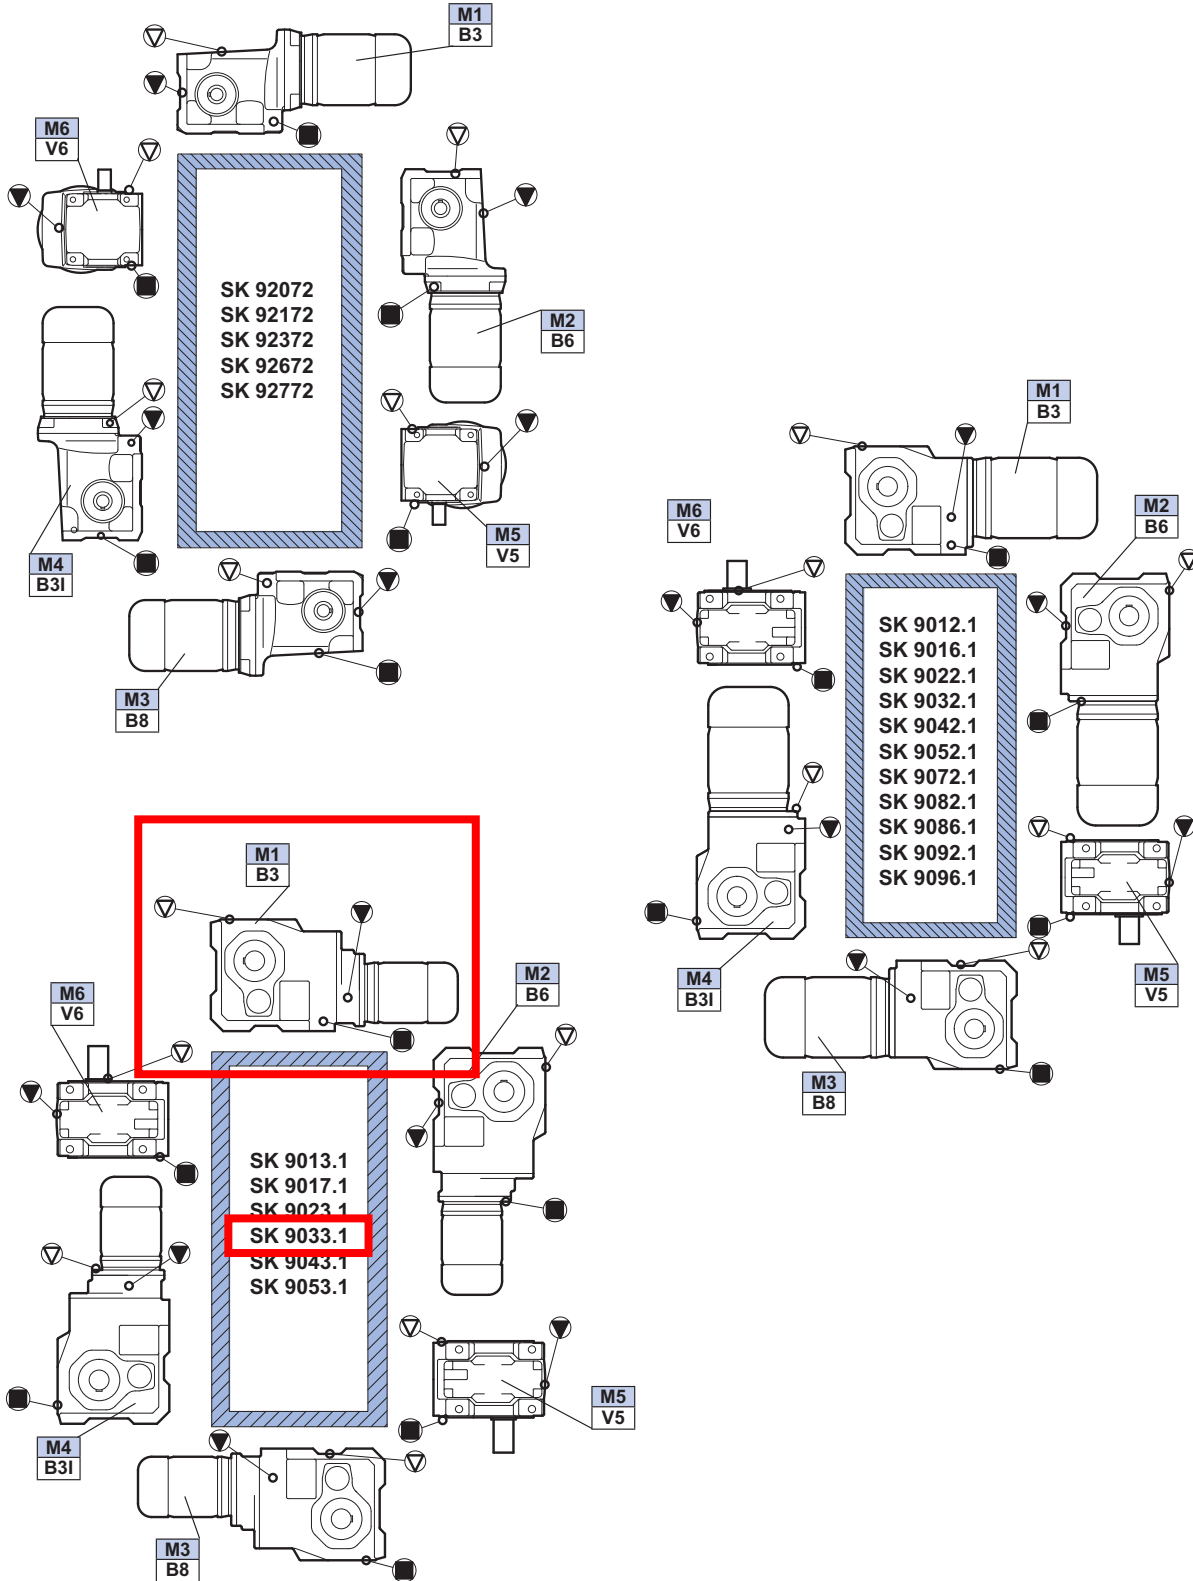 M1
B3
M6
V6
SK 92072
SK 92172
SK 92372
SK 92672
SK 92772
M2
B6
M4
B3I
M5
V5
M3
B8
M1
B3
M6
V6
M2
B6
SK 9012.1
SK 9016.1
SK 9022.1
SK 9032.1
SK 9042.1
SK 9052.1
SK 9072.1
SK 9082.1
SK 9086.1
SK 9092.1
SK 9096.1
M4
B3I
M5
V5
M3
B8
M1
B3
M6
V6
M2
B6
SK 9013.1
SK 9017.1
SK 9023.1
SK 9033.1
SK 9043.1
SK 9053.1
M4
B3I
M5
V5
M3
B8